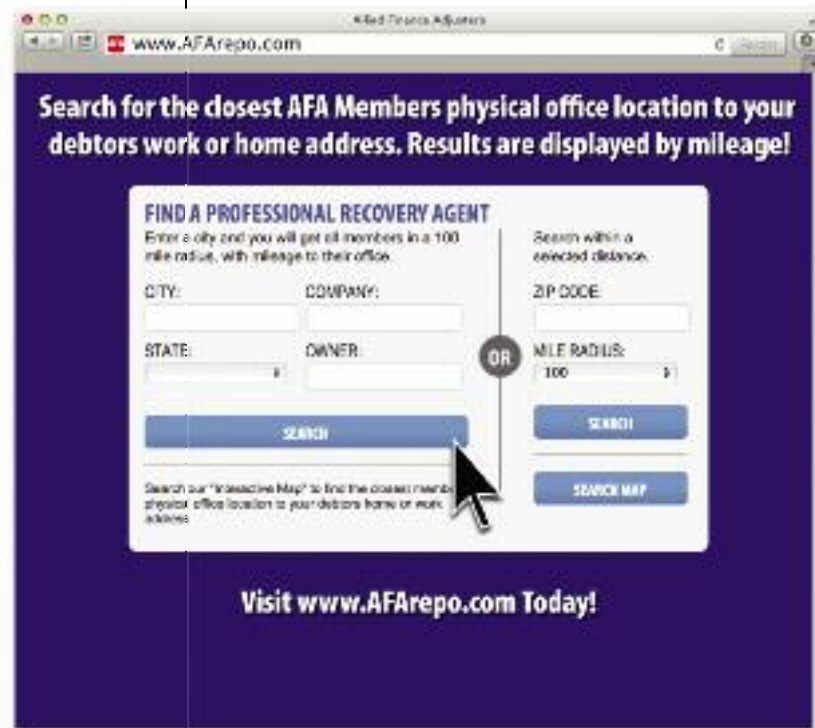 Allied Finance Adjusters
www.AFArepo.com
Search for the closest AFA Members physical office location to your
debtors work or home address. Results are displayed by mileage!
FIND A PROFESSIONAL RECOVERY AGENT
Enter a city and you will get all members in a 100
mile radius, with mileage to their office.
CITY:
COMPANY:
STATE:
OWNER:
SEARCH
Search our "Interactive Map" to find the closest
physical office location to your debtors home or work
address
OR
Search within a
selected distance.
ZIP CODE:
MILE RADIUS:
100
SEARCH
SEARCH MAP
Visit www.AFArepo.com Today!